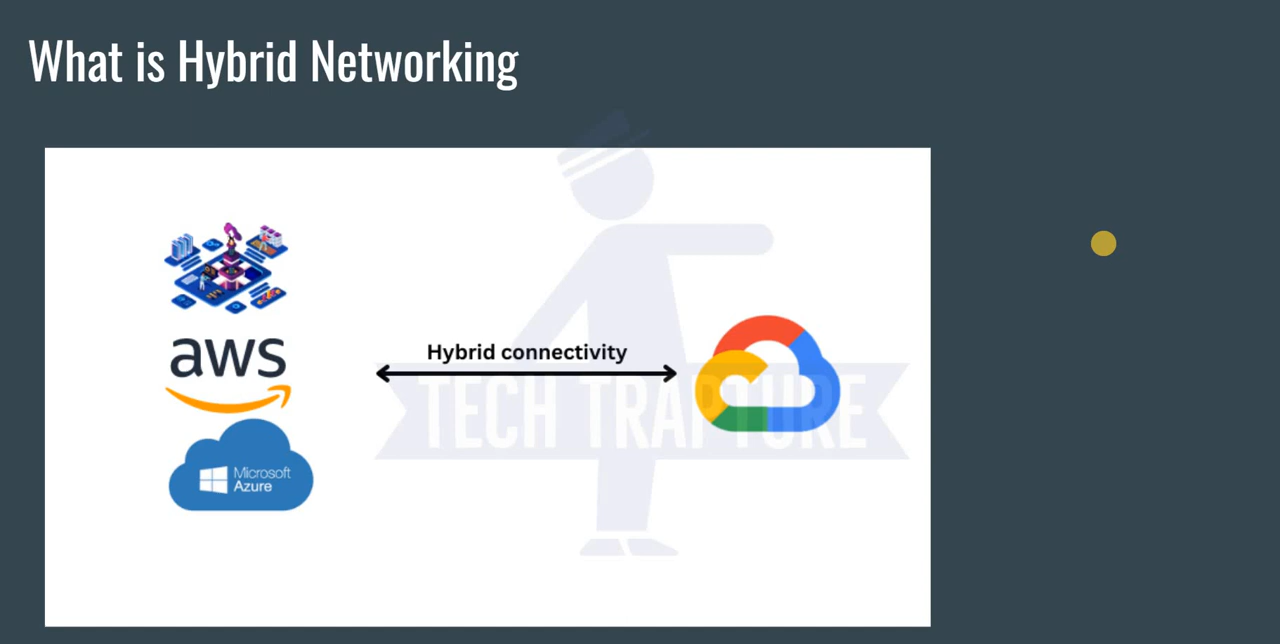 What is Hybrid Networking
aws
Hybrid connectivity
TECH TRAPTURE
Microsoft
Azure